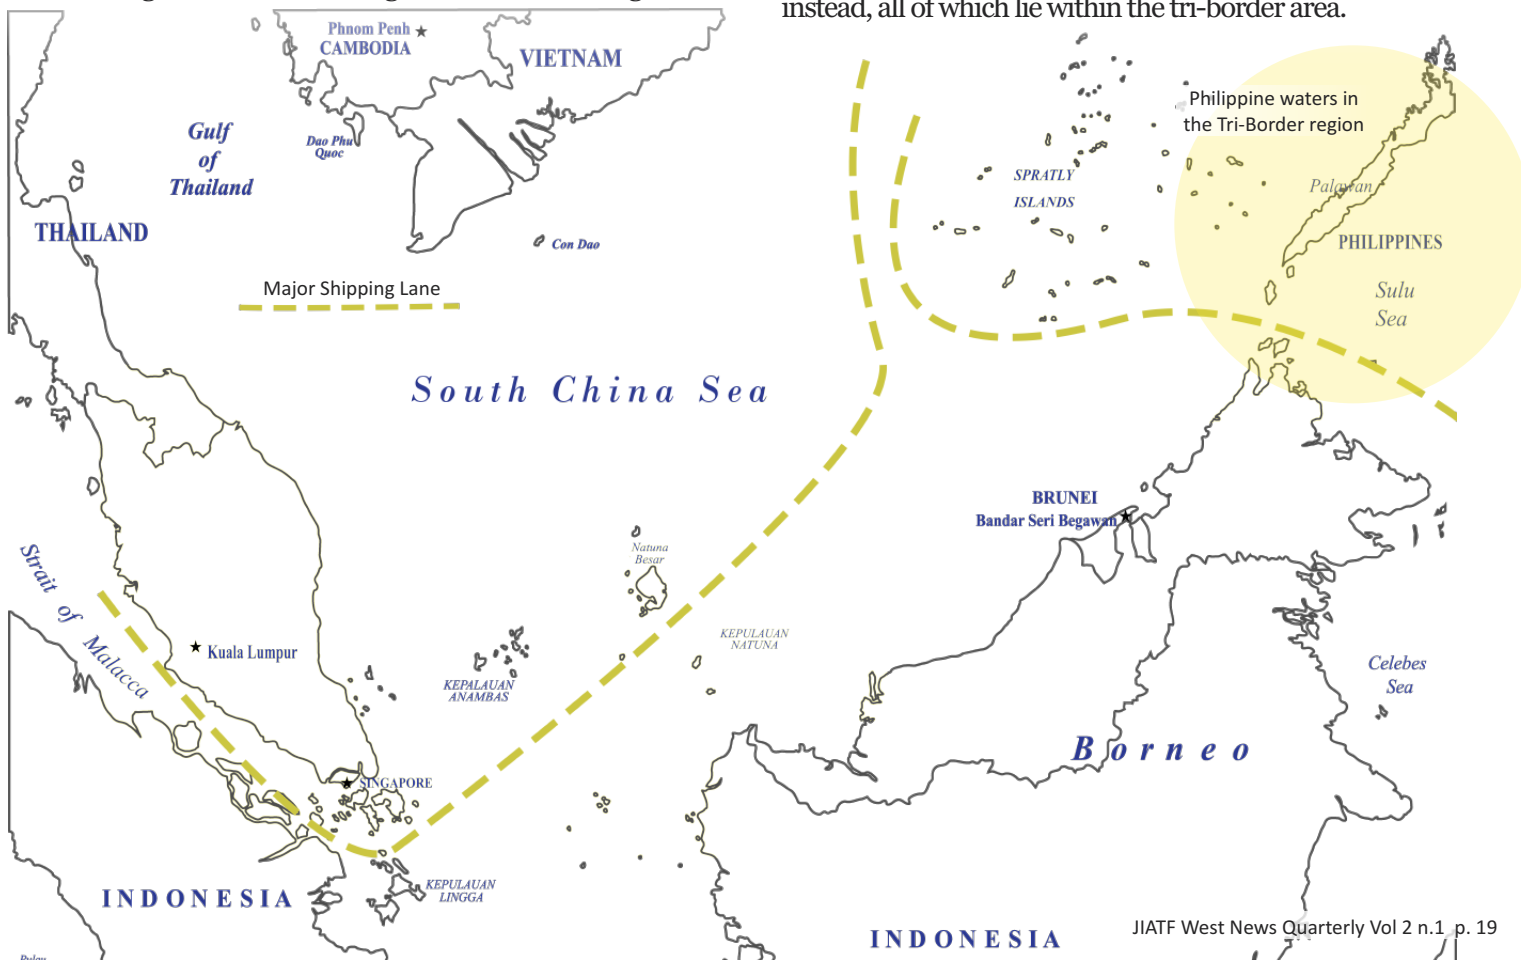 instead, all of which lie within the tri-border area.
Phnom Penh
CAMBODIA
VIETNAM
Gulf
of
Thailand
Dao Phu
Quoc
Philippine waters in
the Tri-Border region
SPRATLY
ISLANDS
Palawan
THAILAND
Con Dao
PHILIPPINES
Major Shipping Lane
Sulu
Sea
South China Sea
BRUNEI
Bandar Seri Begawan
Natuna
Besar
Strait of Malacca
Kuala Lumpur
KEPULAUAN
NATUNA
KEPALAUAN
ANAMBAS
Celebes
Sea
Borneo
SINGAPORE
INDONESIA
KEPULAUAN
LINGGA
INDONESIA
JIATF West News Quarterly Vol 2 n.1 p. 19